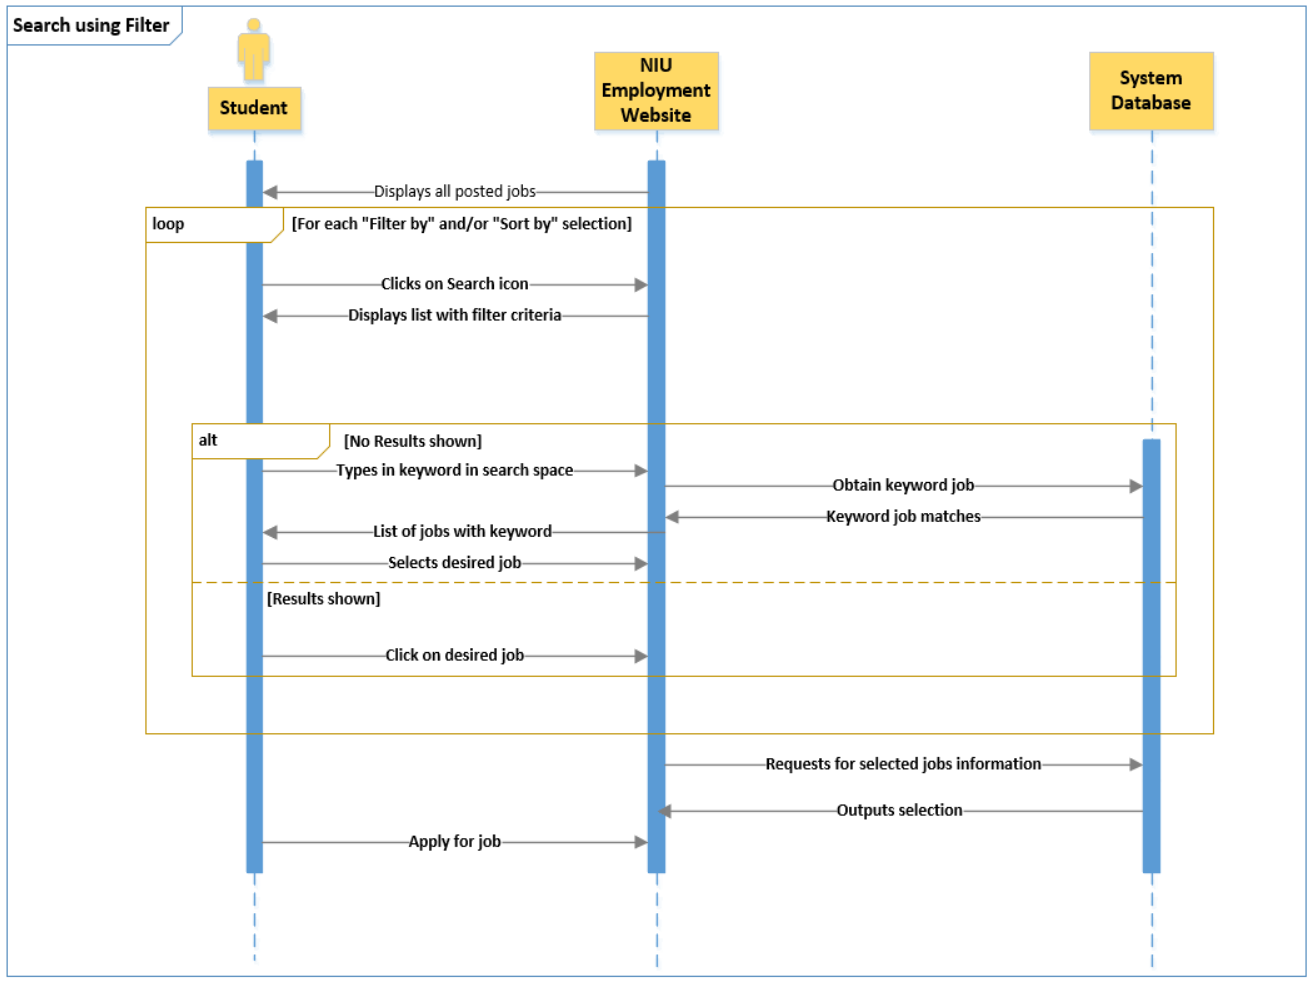 Search using Filter
Student
NIU
Employment
Website
System
Database
Displays all posted jobs
loop
[For each "Filter by" and/or "Sort by" selection]
Clicks on Search icon
Displays list with filter criteria
alt
[No Results shown]
Types in keyword in search space
Obtain keyword job
Keyword job matches
List of jobs with keyword
Selects desired job
[Results shown]
Click on desired job
Requests for selected jobs information
Outputs selection
Apply for job